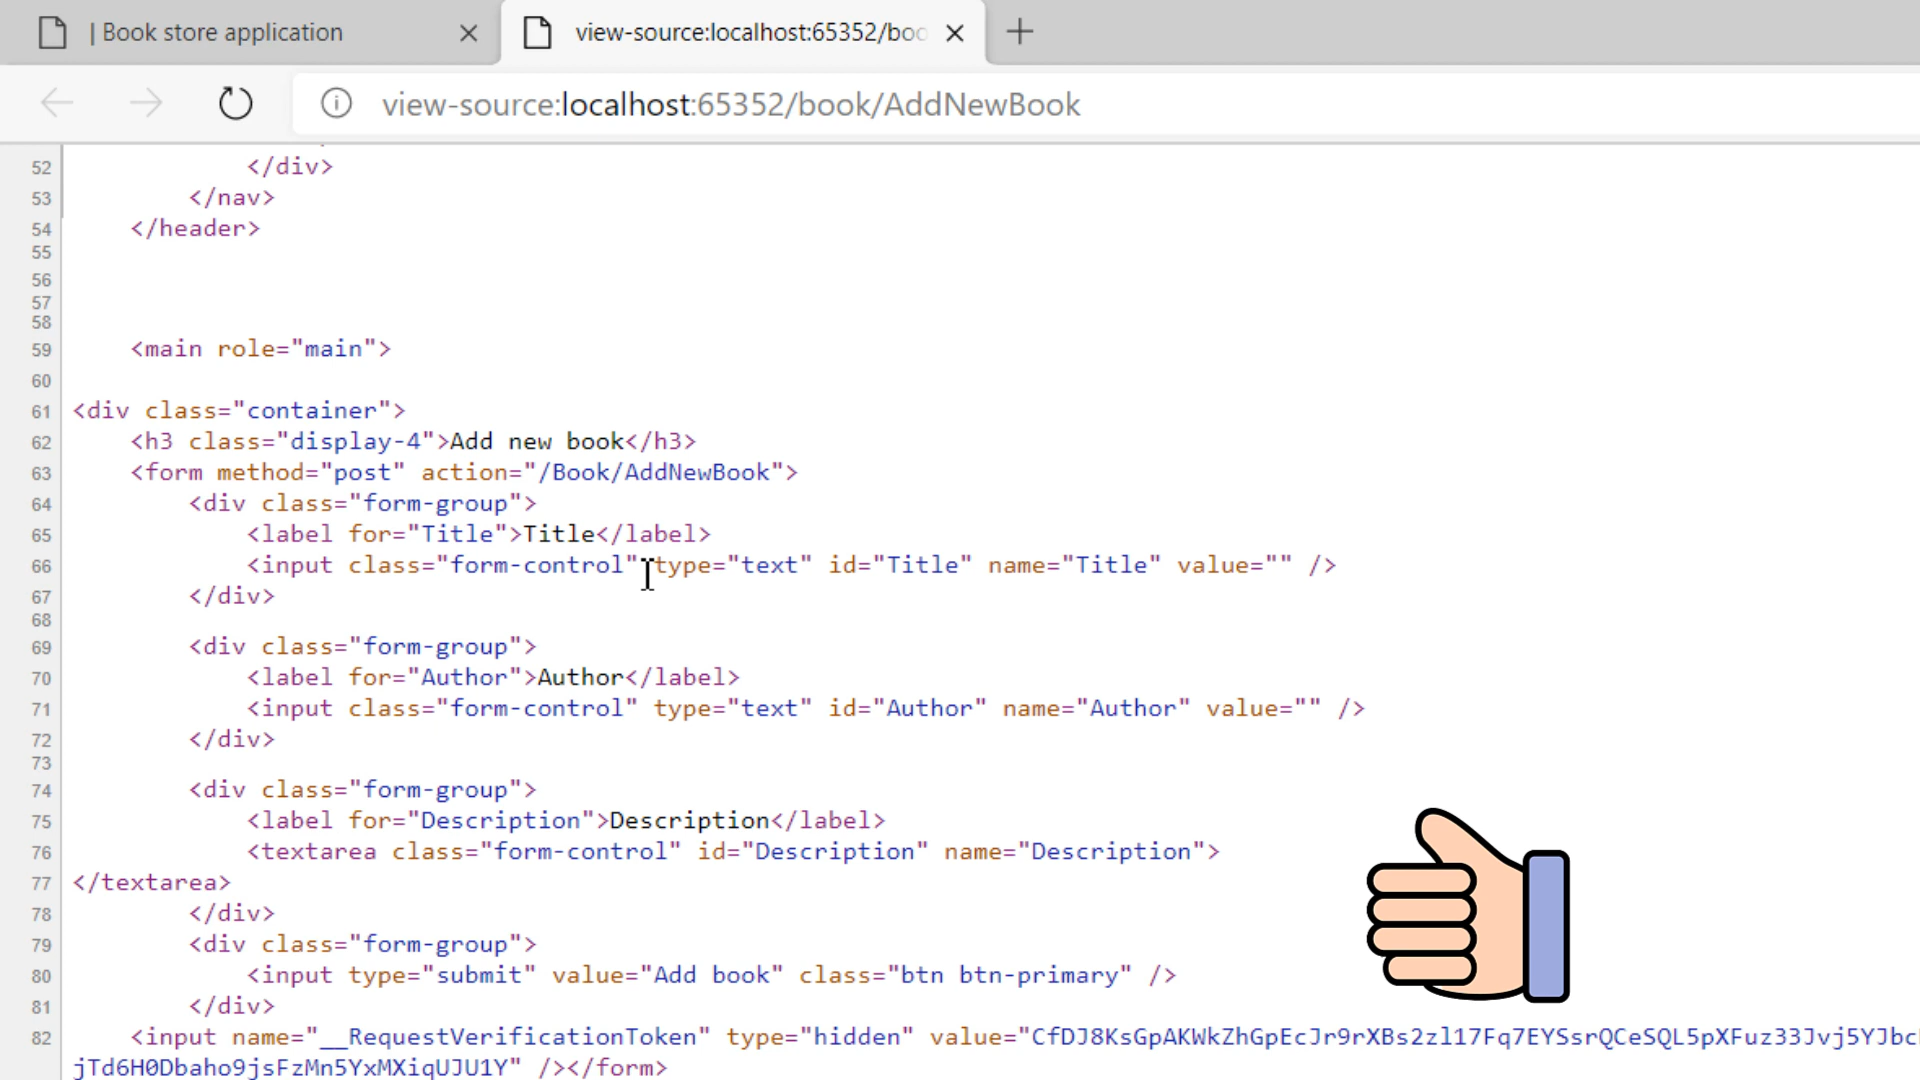 | Book store application
view-source:localhost:65352/boo
view-source:localhost:65352/book/AddNewBook
52 </div>
53 </nav>
54 </header>
55
56
57
58
59 <main role="main">
60
61 <div class="container">
62 <h3 class="display-4">Add new book</h3>
63 <form method="post" action="/Book/AddNewBook">
64 <div class="form-group">
65 <label for="Title">Title</label>
66 <input class="form-control" type="text" id="Title" name="Title" value="" />
67 </div>
68
69 <div class="form-group">
70 <label for="Author">Author</label>
71 <input class="form-control" type="text" id="Author" name="Author" value="" />
72 </div>
73
74 <div class="form-group">
75 <label for="Description">Description</label>
76 <textarea class="form-control" id="Description" name="Description">
77 </textarea>
78 </div>
79 <div class="form-group">
80 <input type="submit" value="Add book" class="btn btn-primary" />
81 </div>
82 <input name="__RequestVerificationToken" type="hidden" value="CfDJ8KsGpAKWkZhGpEcJr9rXBs2zl17Fq7EYSsrQCeSQL5pXFuz33Jvj5YJbc
jTd6H0Dbaho9jsFzMn5YxMXiqUJU1Y" /></form>